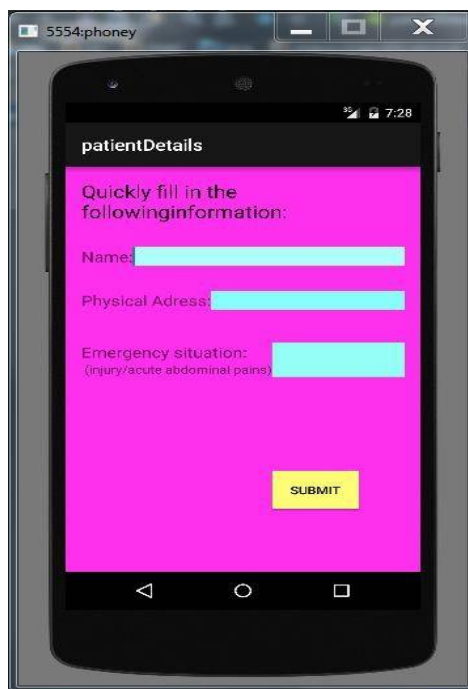 5554:phoney
3G 7:28
patientDetails
Quickly fill in the
followinginformation:
Name:
Physical Adress:
Emergency situation:
(injury/acute abdominal pains)
SUBMIT